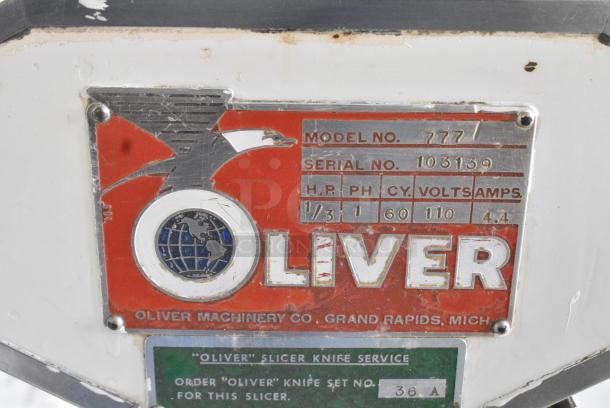 MODEL NO. 777
SERIAL NO. 103139
H.P. PH CY. VOLTS AMPS.
1/3 1 60 110 4.4
OLIVER
OLIVER MACHINERY CO., GRAND RAPIDS, MICH.
"OLIVER" SLICER KNIFE SERVICE
ORDER "OLIVER" KNIFE SET NO. 36 A
FOR THIS SLICER.